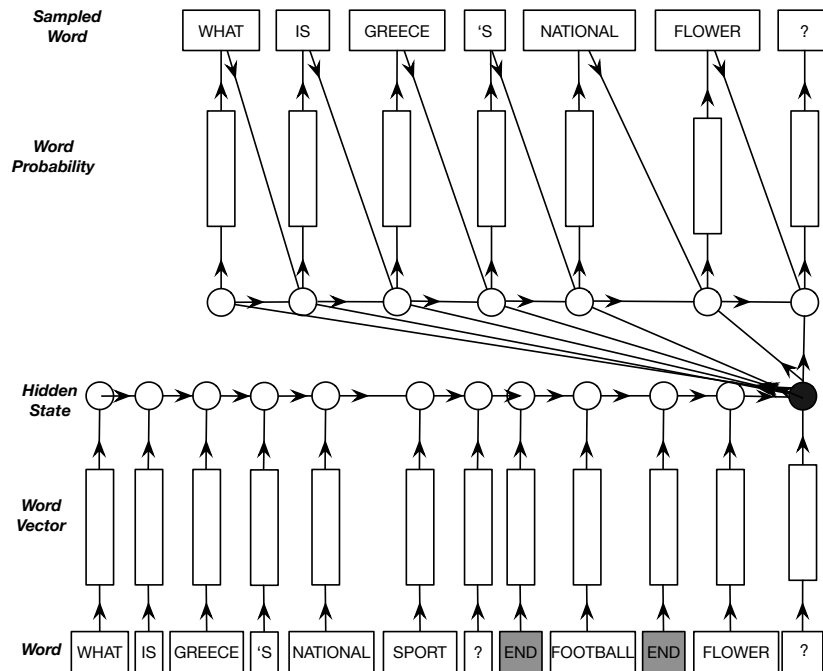 Sampled
Word
WHAT IS GREECE ‘S NATIONAL FLOWER ?
Word
Probability
Hidden
State
Word
Vector
Word WHAT IS GREECE ‘S NATIONAL SPORT ? END FOOTBALL END FLOWER ?